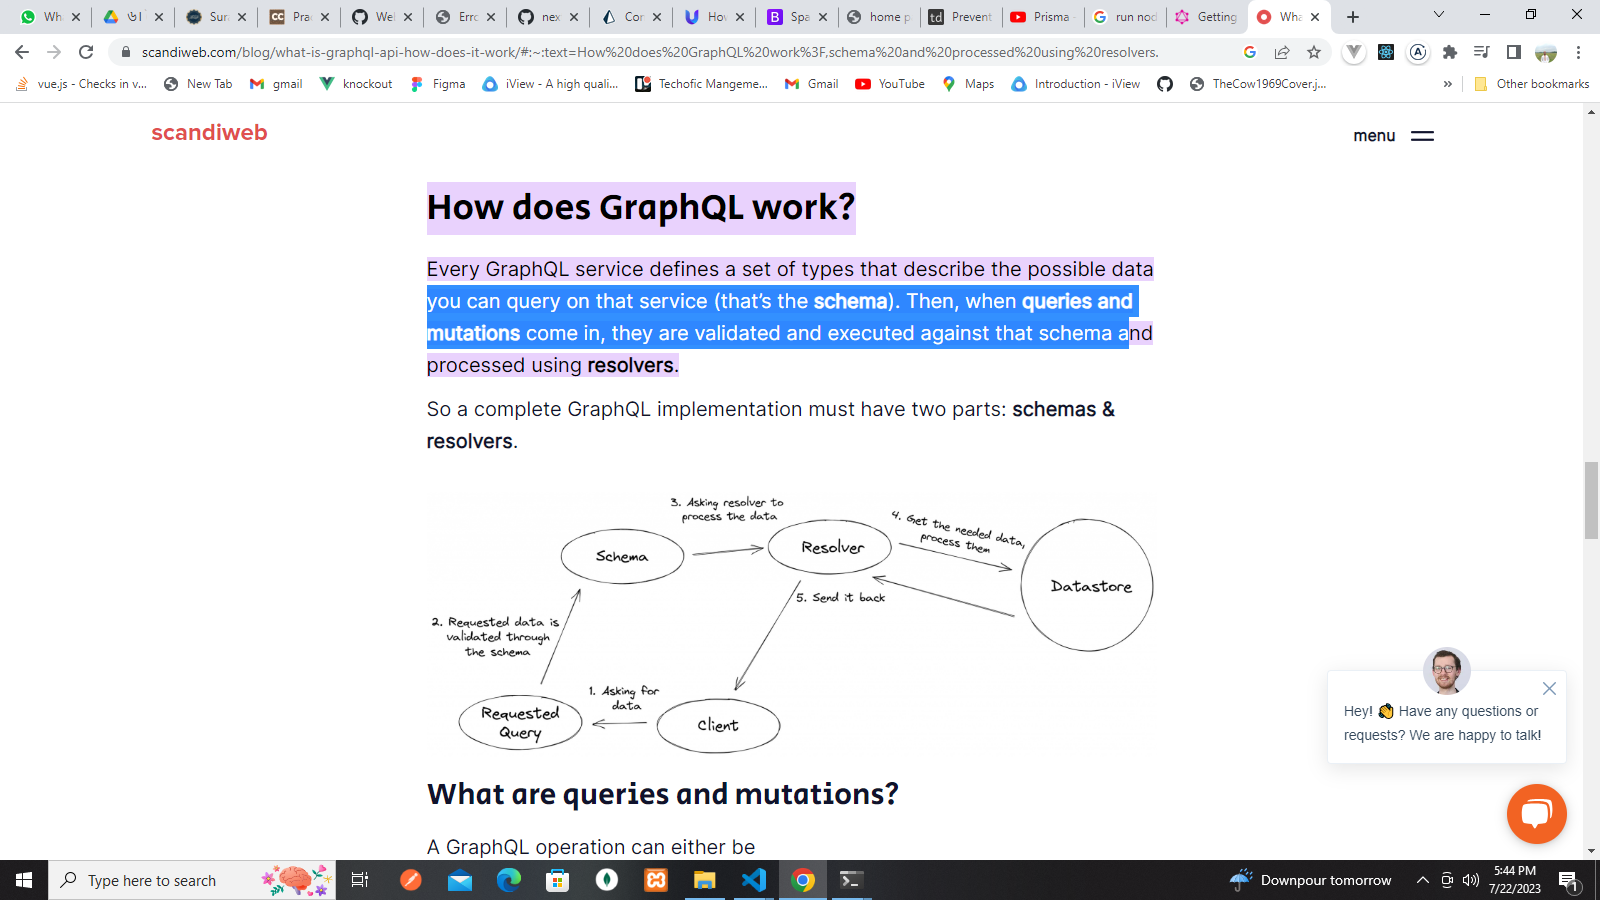 Wha
৬।
Sur
Prac
Wel
Erro
nex
Cor
Hov
Spa
home p
Prevent
Prisma
run nod
Getting
Wha
scandiweb.com/blog/what-is-graphql-api-how-does-it-work/#:~:text=How%20does%20GraphQL%20work%3F,schema%20and%20processed%20using%20resolvers.
vue.js - Checks in v...
New Tab
gmail
knockout
Figma
iView - A high quali...
Techofic Mangeme...
Gmail
YouTube
Maps
Introduction - iView
TheCow1969Cover.j...
»
Other bookmarks
scandiweb
menu
How does GraphQL work?
Every GraphQL service defines a set of types that describe the possible data
you can query on that service (that's the schema). Then, when queries and
mutations come in, they are validated and executed against that schema and
processed using resolvers.
So a complete GraphQL implementation must have two parts: schemas &
resolvers.
3. Asking resolver to
process the data
4. Get the needed data,
process them
Schema
Resolver
Datastore
5. Send it back
2. Requested data is
validated through
the schema
1. Asking for
data
Requested
Query
Client
What are queries and mutations?
A GraphQL operation can either be
Hey! 👏 Have any questions or
requests? We are happy to talk!
Type here to search
Downpour tomorrow
5:44 PM
7/22/2023
1